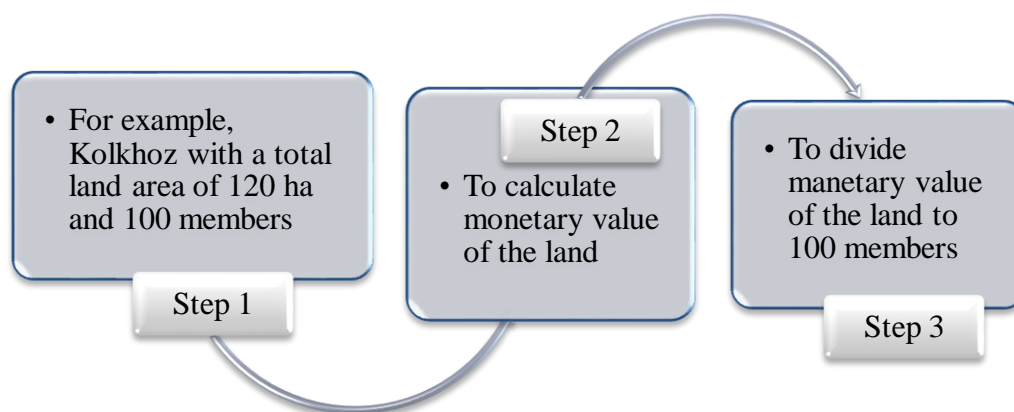 • For example,
Kolkhoz with a total
land area of 120 ha
and 100 members
Step 1
Step 2
• To calculate
monetary value
of the land
• To divide
manetary value
of the land to
100 members
Step 3